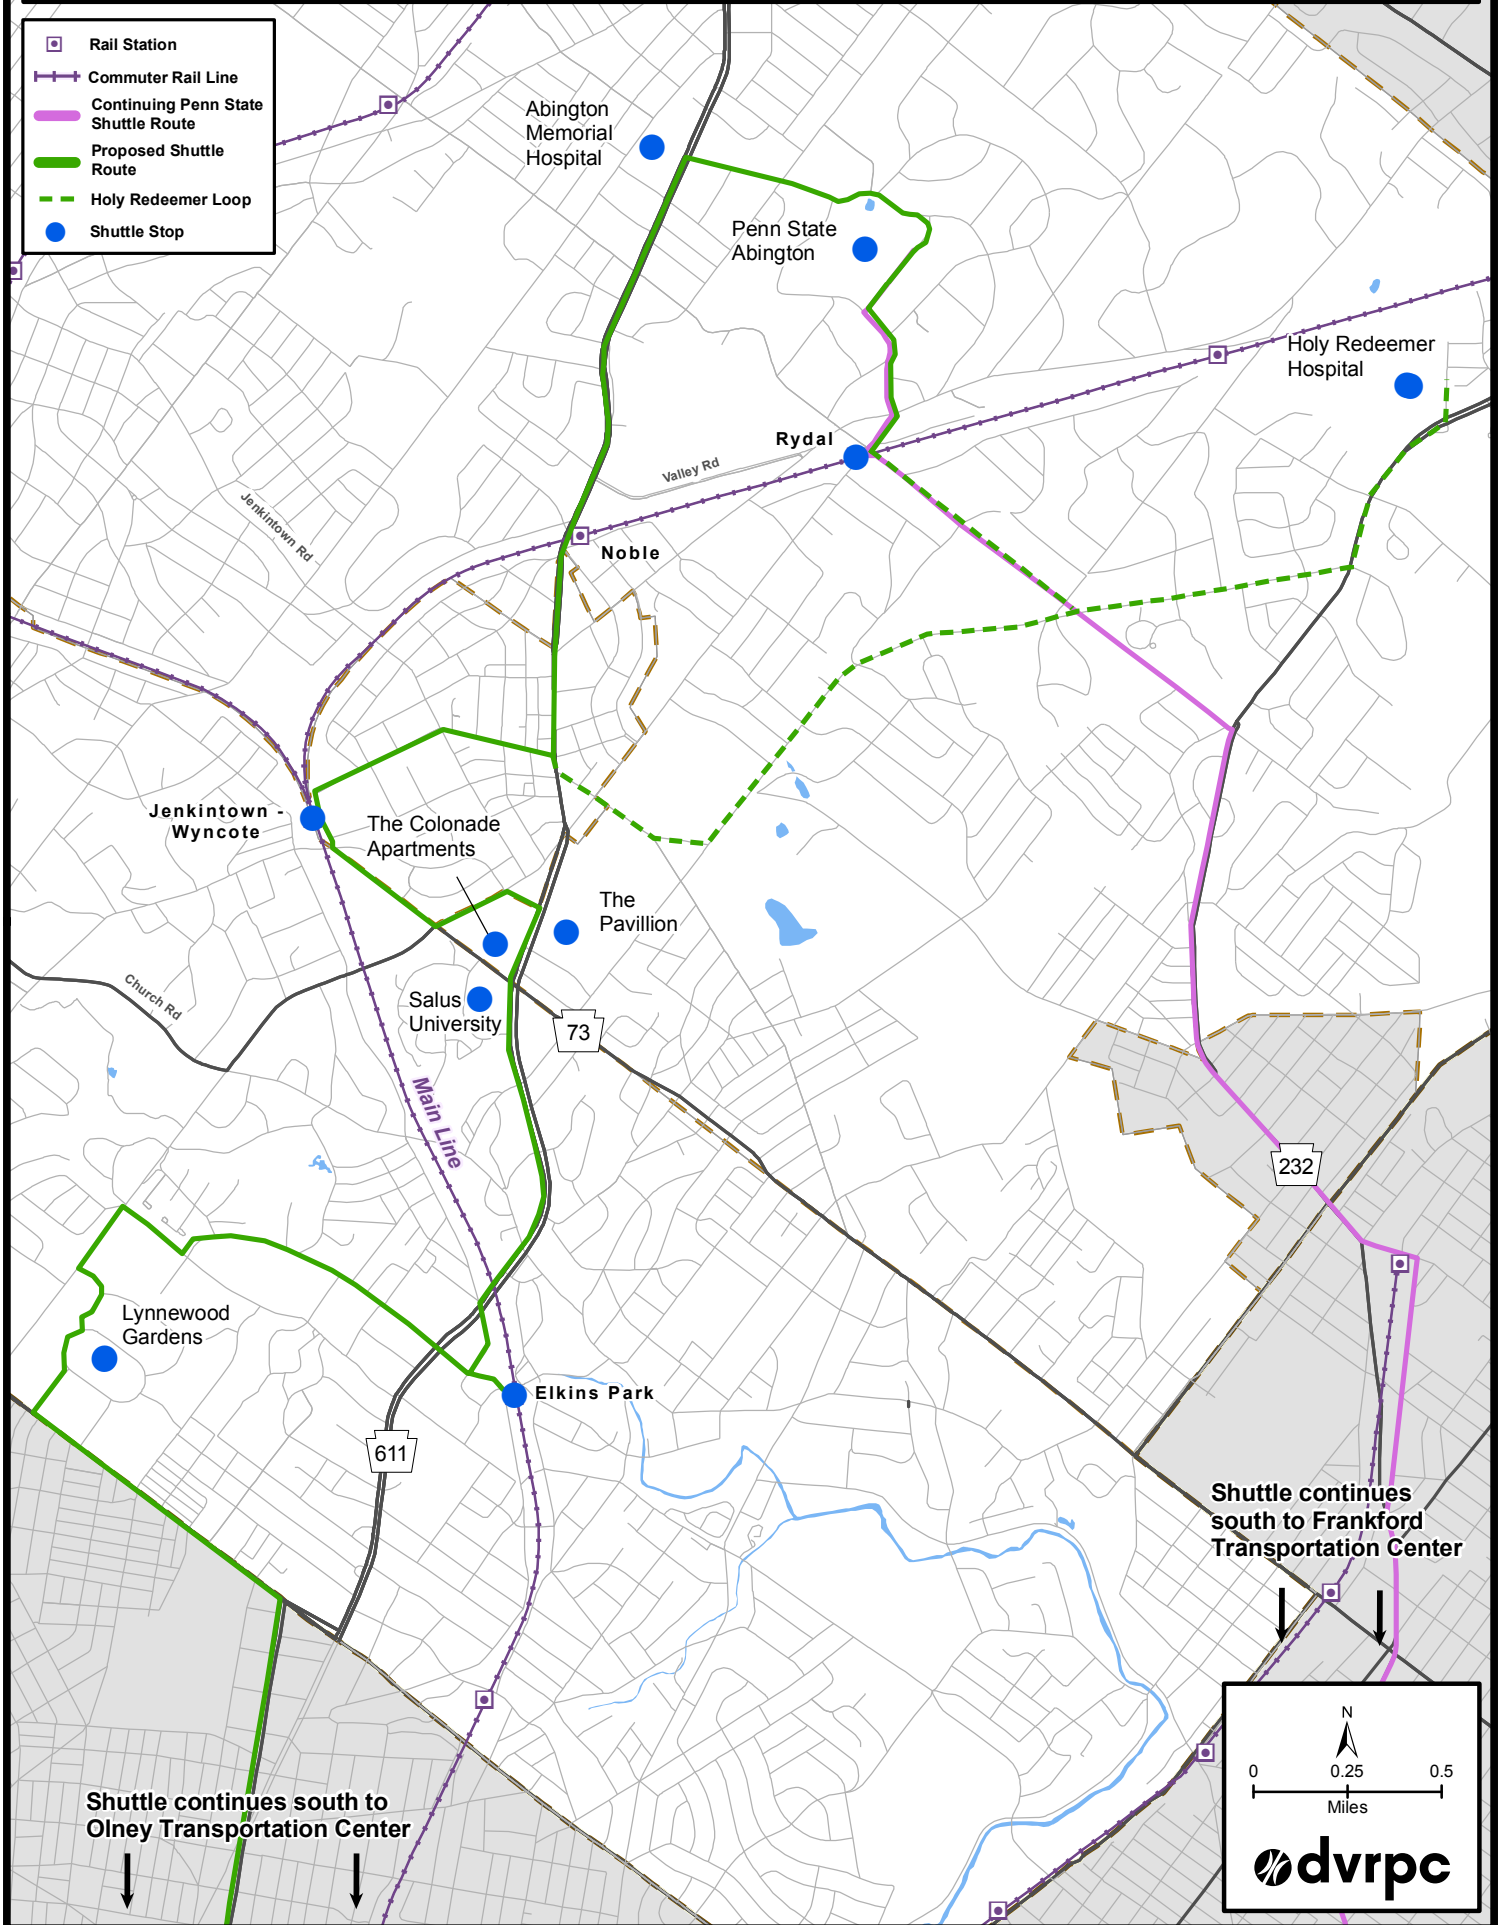 Rail Station
Commuter Rail Line
Continuing Penn State
Shuttle Route
Proposed Shuttle
Route
Holy Redeemer Loop
Shuttle Stop
Abington
Memorial
Hospital
Penn State
Abington
Holy Redeemer
Hospital
Rydal
Valley Rd
Jenkintown Rd
Noble
Jenkintown -
Wyncote
The Colonade
Apartments
The
Pavillion
Church Rd
Salus
University
73
Main Line
232
Lynnewood
Gardens
Elkins Park
611
Shuttle continues
south to Frankford
Transportation Center
Shuttle continues south to
Olney Transportation Center
N
0 0.25 0.5
Miles
dvrpc